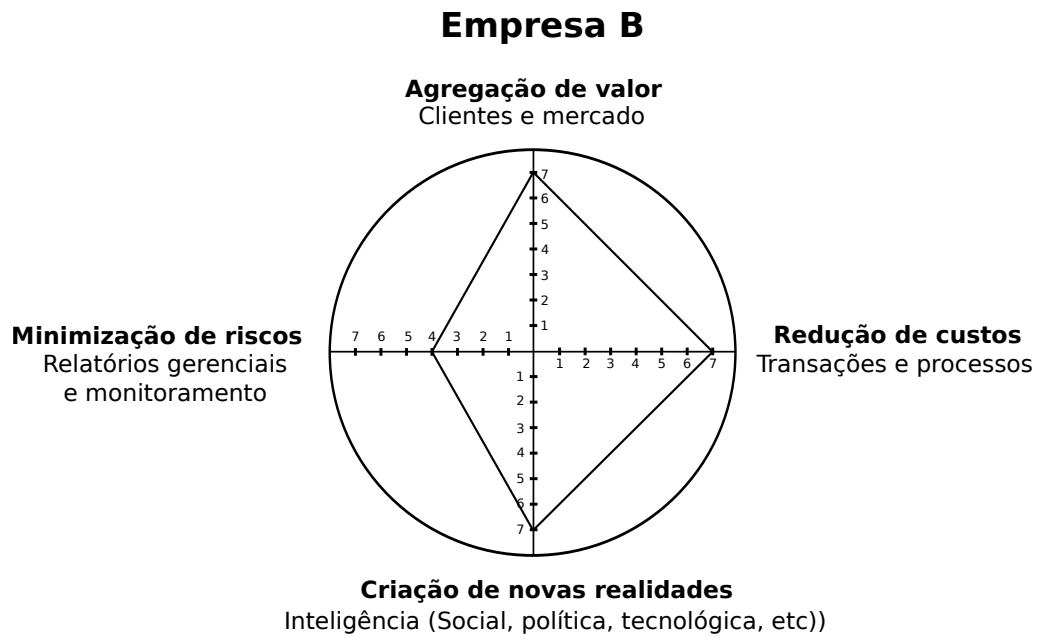 Empresa B
Agregação de valor
Clientes e mercado
7
6
5
4
3
2
1
Minimização de riscos
Relatórios gerenciais
e monitoramento
7 6 5 4 3 2 1
1 2 3 4 5 6 7
Redução de custos
Transações e processos
1
2
3
4
5
6
7
Criação de novas realidades
Inteligência (Social, política, tecnológica, etc))